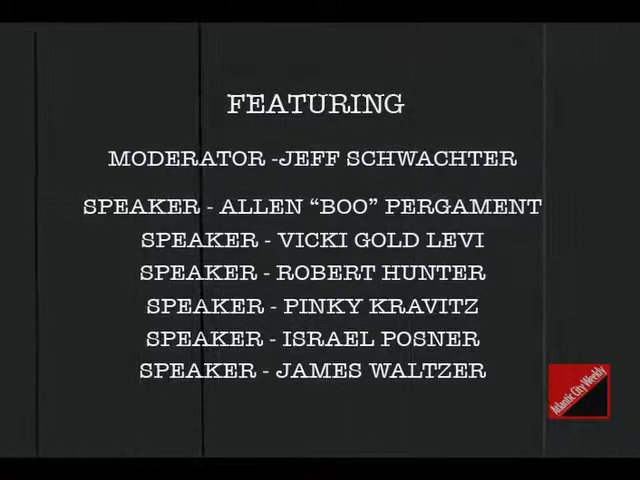 FEATURING
MODERATOR -JEFF SCHWACHTER
SPEAKER - ALLEN “BOO” PERGAMENT
SPEAKER - VICKI GOLD LEVI
SPEAKER - ROBERT HUNTER
SPEAKER - PINKY KRAVITZ
SPEAKER - ISRAEL POSNER
SPEAKER - JAMES WALTZER
Atlantic City Weekly